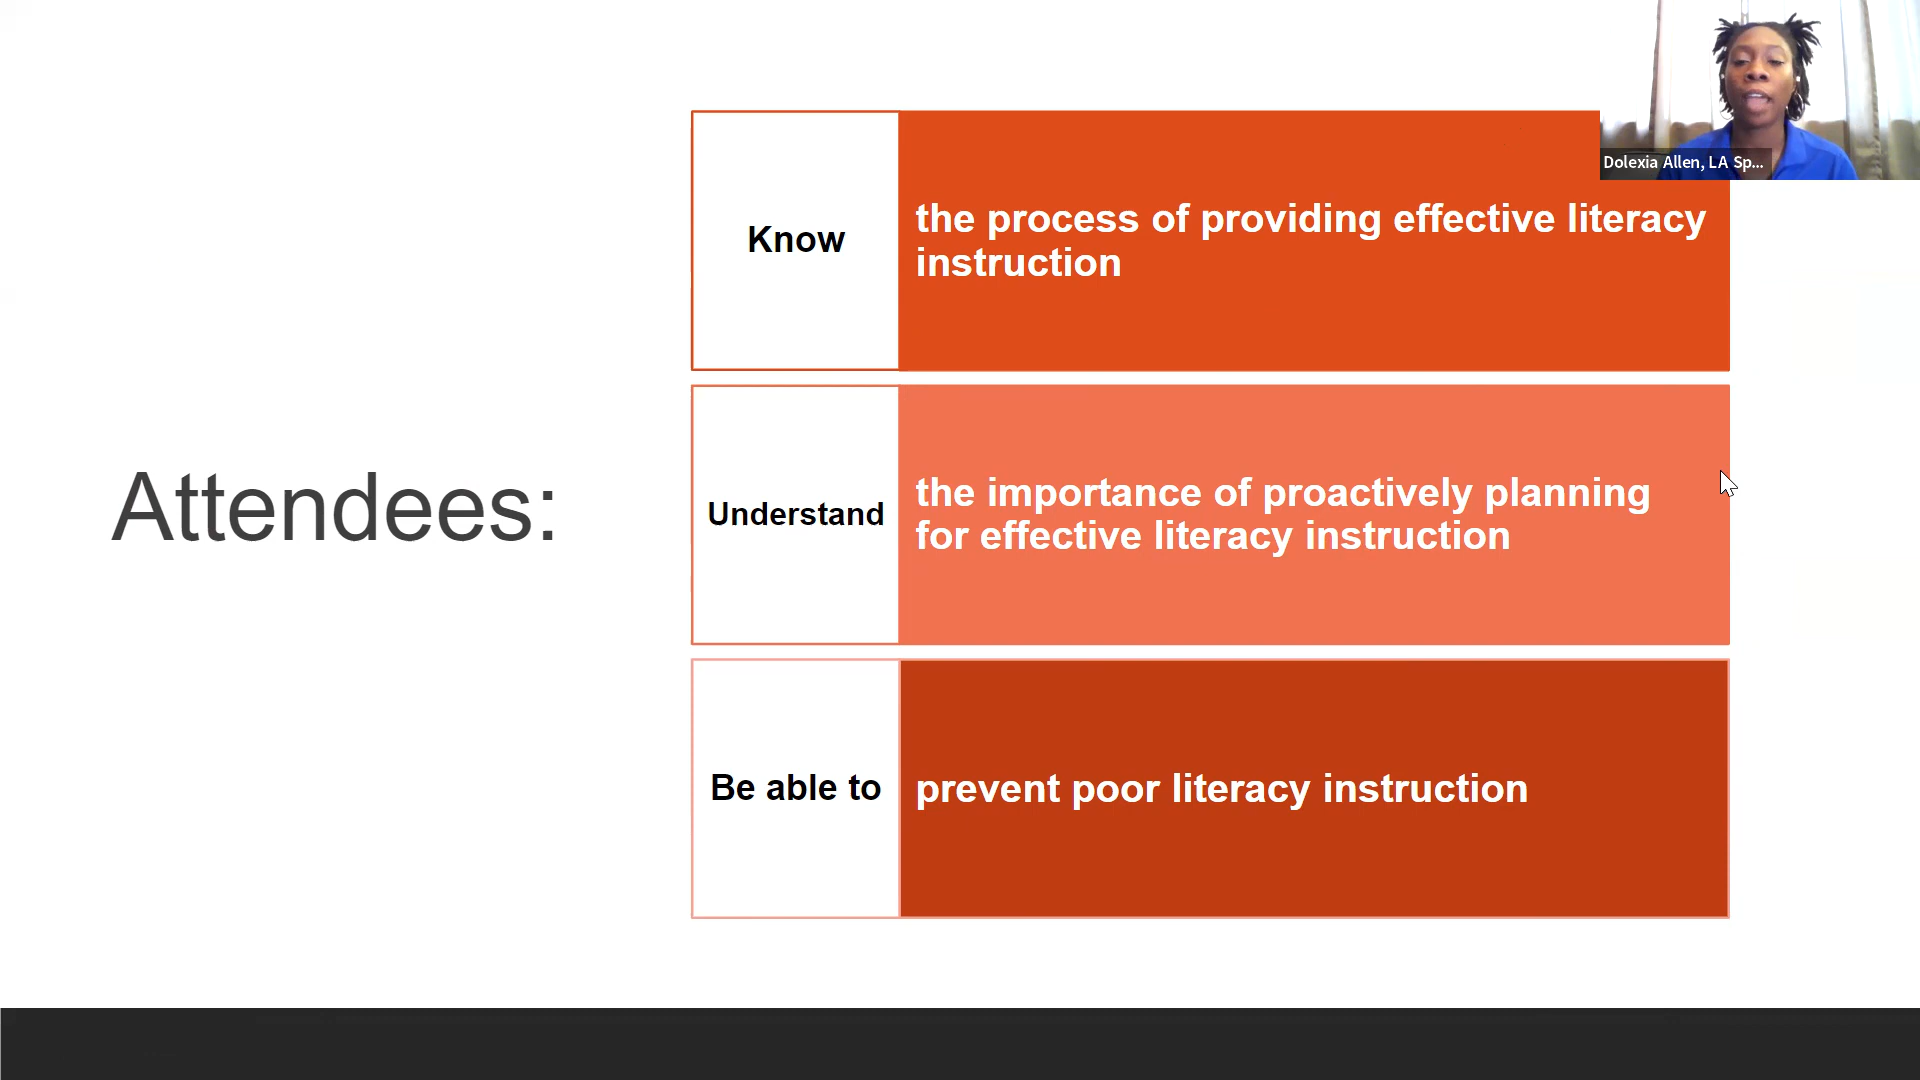 Dolexia Allen, LA Sp...
Attendees:
Know
the process of providing effective literacy
instruction
Understand
the importance of proactively planning
for effective literacy instruction
Be able to
prevent poor literacy instruction